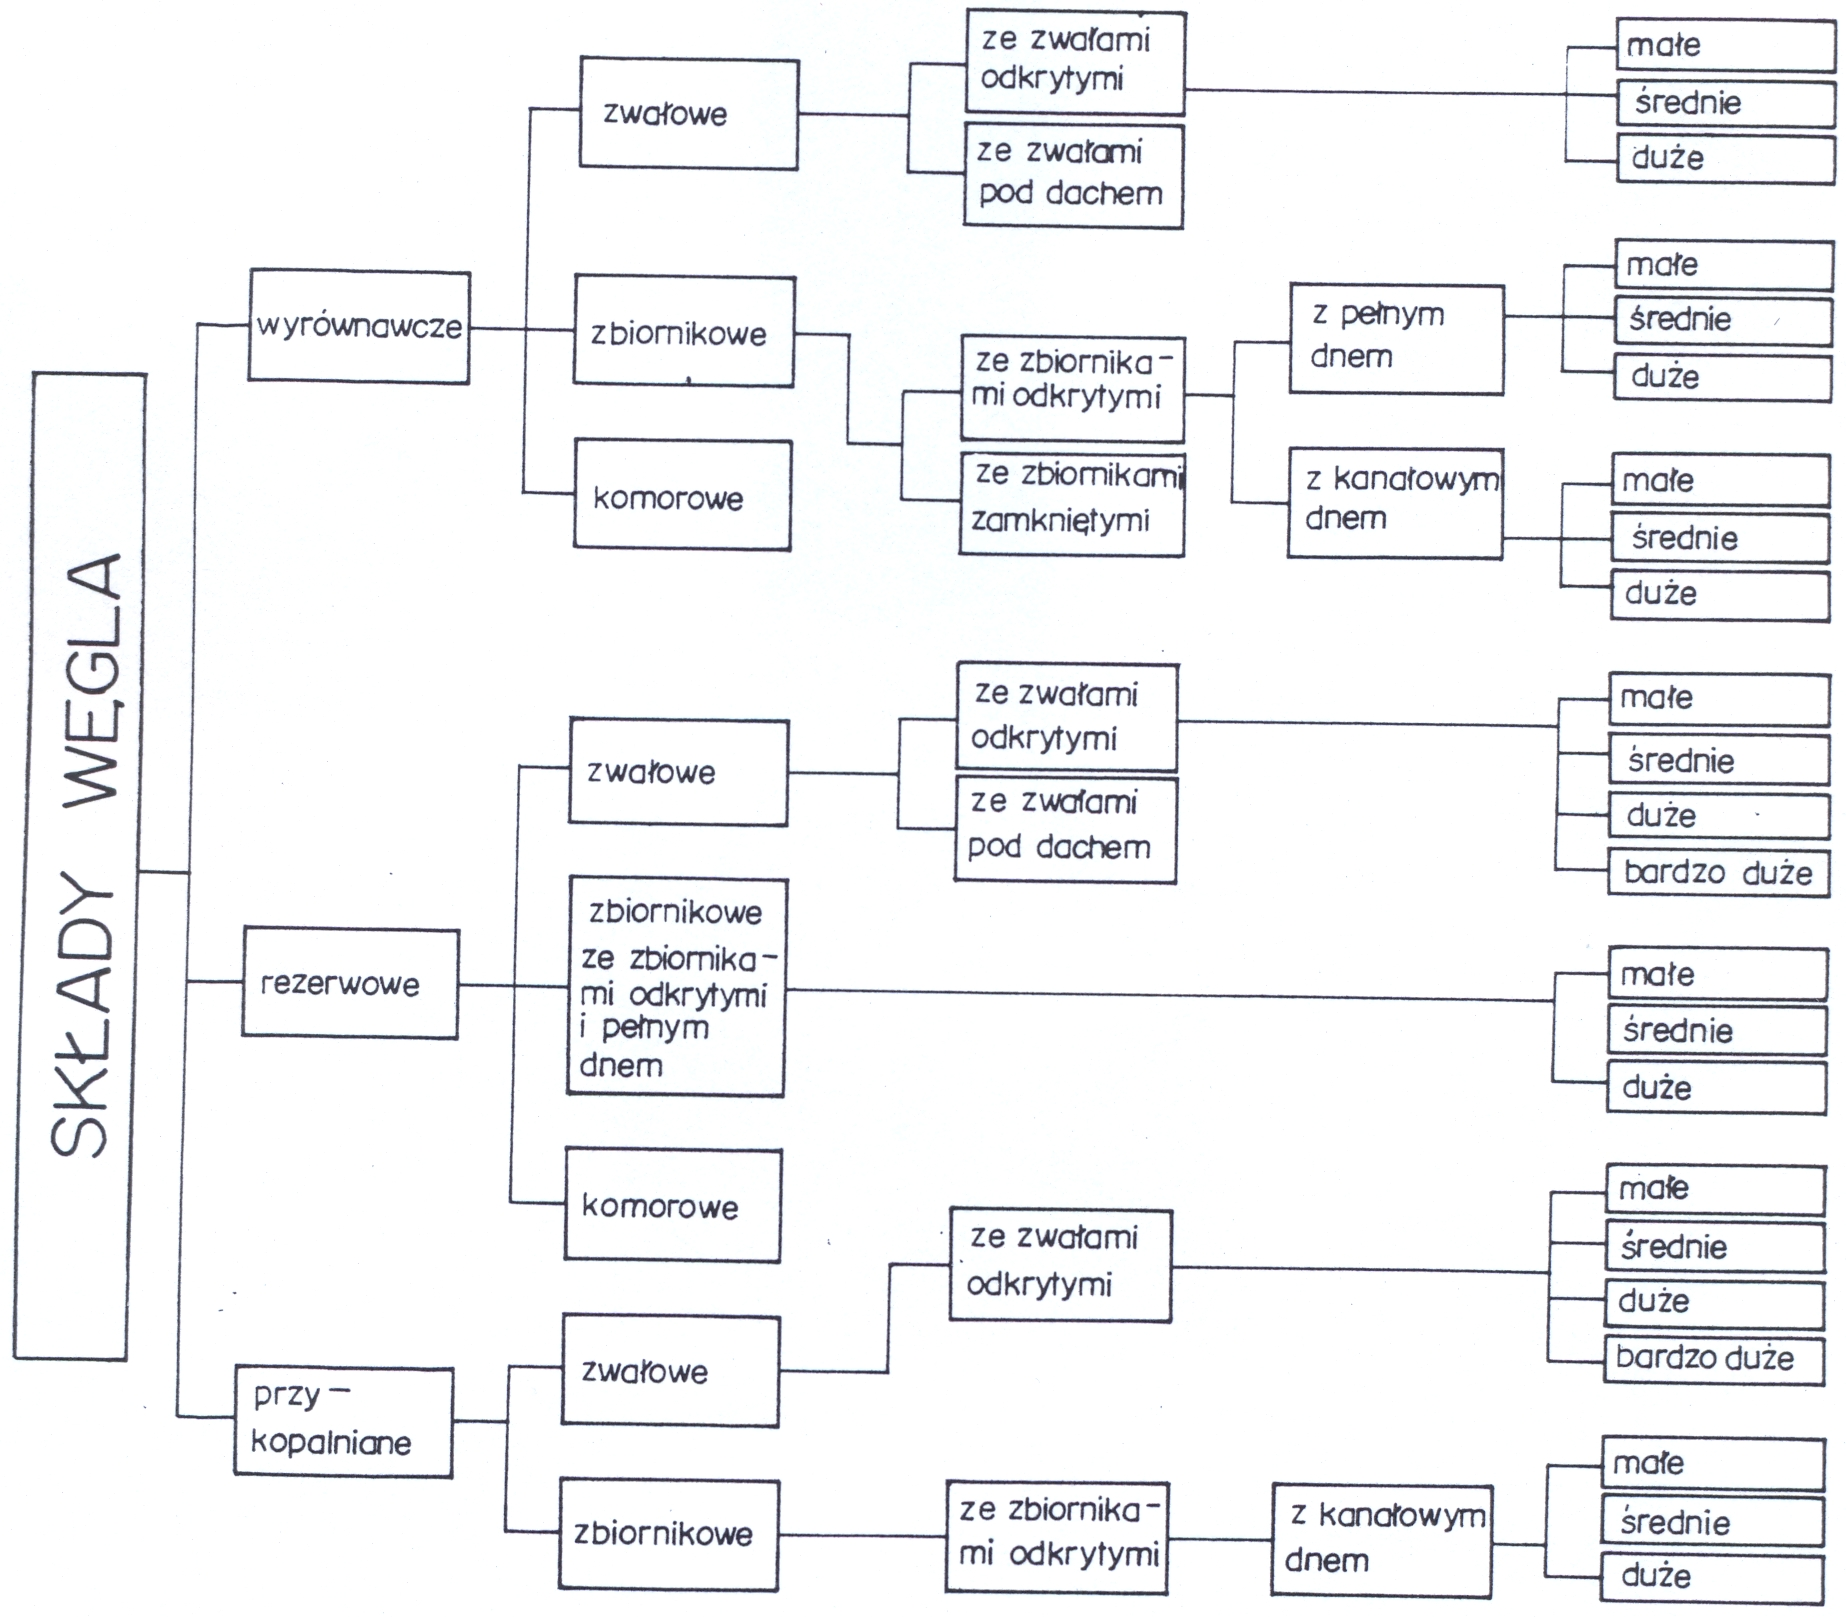 SKŁADY WĘGLA
wyrównawcze
zwałowe
ze zwałami
odkrytymi
małe
średnie
duże
ze zwałami
pod dachem
zbiornikowe
ze zbiornika-
mi odkrytymi
z pełnym
dnem
małe
średnie
duże
z kanałowym
dnem
małe
średnie
duże
ze zbiornikami
zamkniętymi
komorowe
rezerwowe
zwałowe
ze zwałami
odkrytymi
małe
średnie
duże
bardzo duże
ze zwałami
pod dachem
zbiornikowe
ze zbiornika-
mi odkrytymi
i pełnym
dnem
małe
średnie
duże
komorowe
przy-
kopalniane
zwałowe
ze zwałami
odkrytymi
małe
średnie
duże
bardzo duże
zbiornikowe
ze zbiornika-
mi odkrytymi
z kanałowym
dnem
małe
średnie
duże